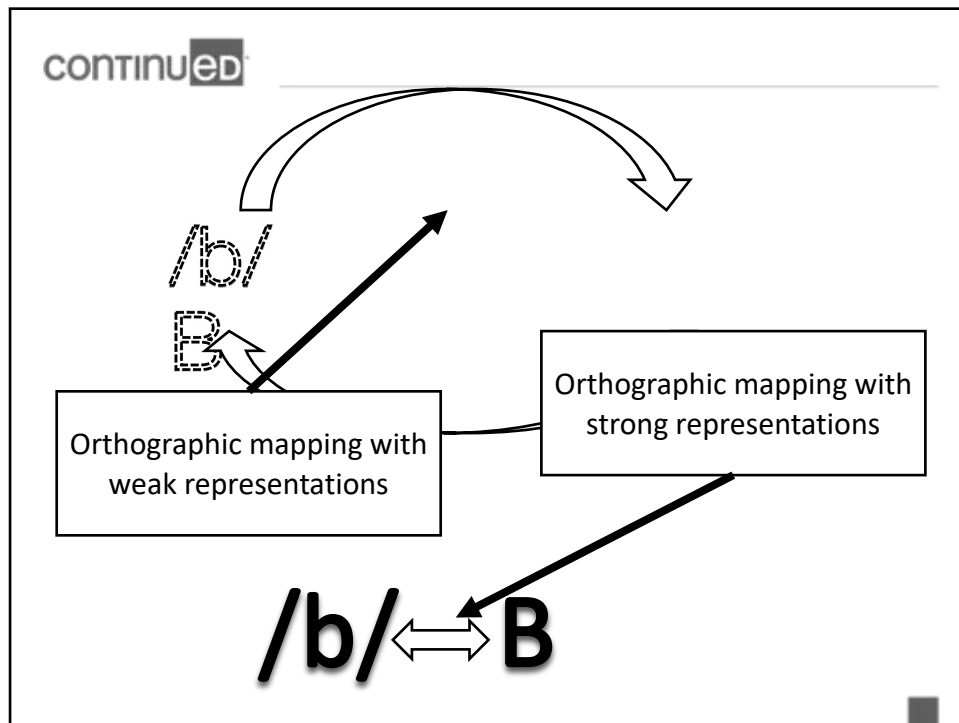 continued
/b/
B
Orthographic mapping with
weak representations
Orthographic mapping with
strong representations
/b/ B